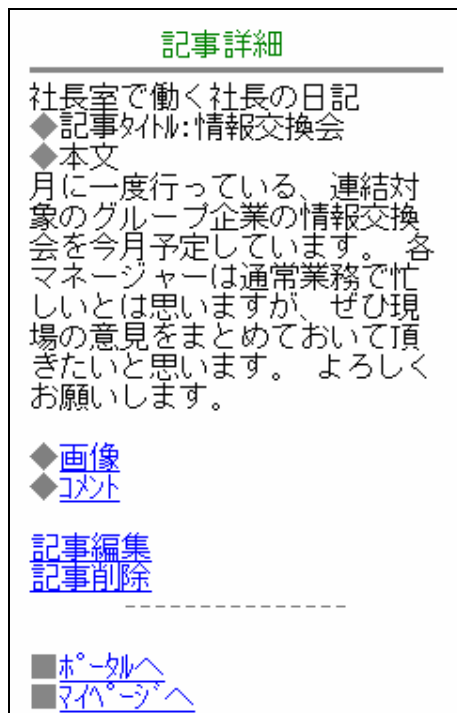 記事詳細
社長室で働く社長の日記
◆記事ﾀｲﾄﾙ:情報交換会
◆本文
月に一度行っている、連結対
象のグループ企業の情報交換
会を今月予定しています。 各
マネージャーは通常業務で忙
しいとは思いますが、ぜひ現
場の意見をまとめておいて頂
きたいと思います。 よろしく
お願いします。
◆画像
◆ｺﾒﾝﾄ
記事編集
記事削除
---------------
■ﾎﾟｰﾀﾙへ
■ﾏｲﾍﾟｰｼﾞへ